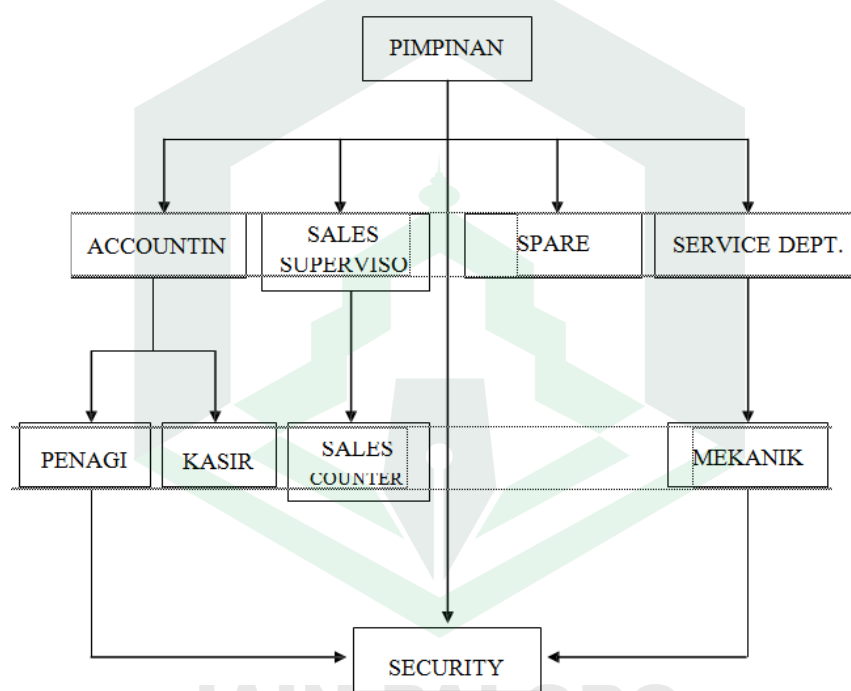 PIMPINAN
ACCOUNTIN
SALES
SUPERVISO
SPARE
SERVICE DEPT.
PENAGI
KASIR
SALES
COUNTER
MEKANIK
SECURITY